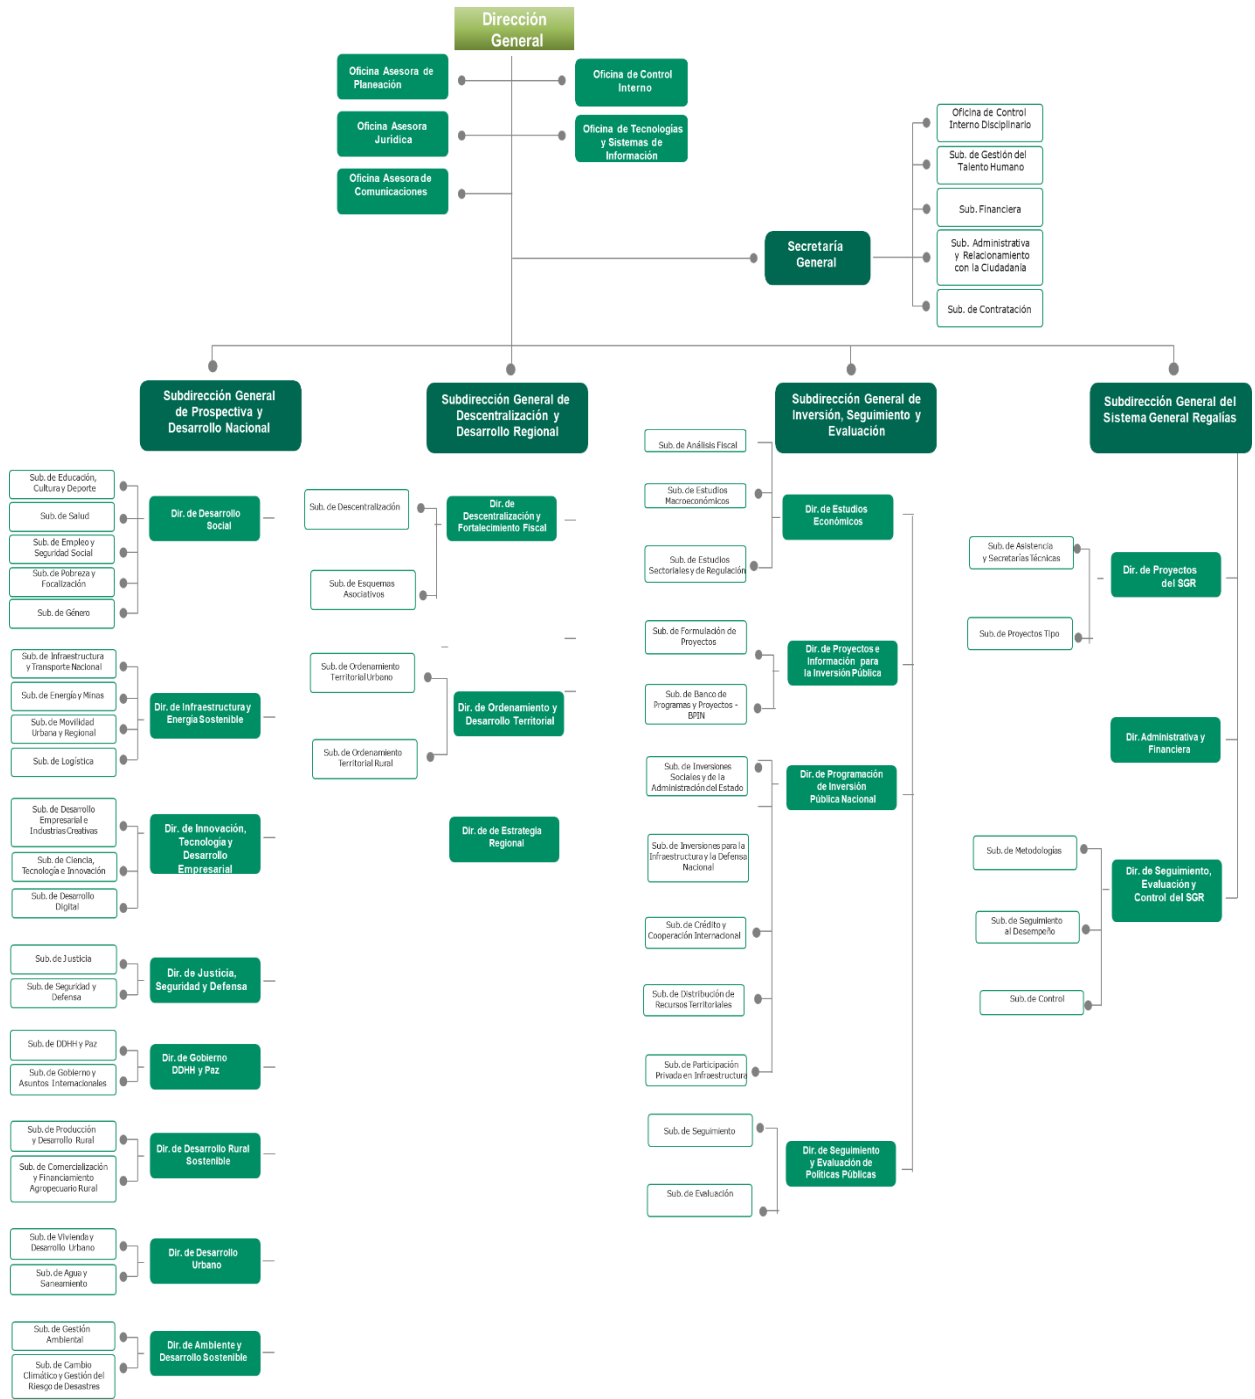 Dirección
General
Oficina Asesora de
Planeación
Oficina de Control
Interno
Oficina Asesora
Jurídica
Oficina de Tecnologías
y Sistemas de
Información
Oficina Asesora de
Comunicaciones
Secretaría
General
Oficina de Control
Interno Disciplinario
Sub. de Gestión del
Talento Humano
Sub. Financiera
Sub. Administrativa
y Relacionamiento
con la Ciudadanía
Sub. de Contratación
Subdirección General
de Prospectiva y
Desarrollo Nacional
Sub. de Educación,
Cultura y Deporte
Sub. de Salud
Sub. de Empleo y
Seguridad Social
Sub. de Pobreza y
Focalización
Sub. de Género
Dir. de Desarrollo
Social
Sub. de Infraestructura
y Transporte Nacional
Sub. de Energía y Minas
Sub. de Movilidad
Urbana y Regional
Sub. de Logística
Dir. de Infraestructura y
Energía Sostenible
Sub. de Desarrollo
Empresarial e
Industrias Creativas
Sub. de Ciencia,
Tecnología e Innovación
Sub. de Desarrollo
Digital
Dir. de Innovación,
Tecnología y
Desarrollo
Empresarial
Sub. de Justicia
Sub. de Seguridad y
Defensa
Dir. de Justicia,
Seguridad y Defensa
Sub. de DDHH y Paz
Sub. de Gobierno y
Asuntos Internacionales
Dir. de Gobierno
DDHH y Paz
Sub. de Producción
y Desarrollo Rural
Sub. de Comercialización
y Financiamiento
Agropecuario Rural
Dir. de Desarrollo Rural
Sostenible
Sub. de Vivienda y
Desarrollo Urbano
Sub. de Agua y
Saneamiento
Dir. de Desarrollo
Urbano
Sub. de Gestión
Ambiental
Sub. de Cambio
Climático y Gestión del
Riesgo de Desastres
Dir. de Ambiente y
Desarrollo Sostenible
Subdirección General de
Descentralización y
Desarrollo Regional
Sub. de Descentralización
Sub. de Esquemas
Asociativos
Dir. de
Descentralización y
Fortalecimiento Fiscal
Sub. de Ordenamiento
Territorial Urbano
Sub. de Ordenamiento
Territorial Rural
Dir. de Ordenamiento y
Desarrollo Territorial
Dir. de de Estrategia
Regional
Subdirección General de
Inversión, Seguimiento y
Evaluación
Sub. de Análisis Fiscal
Sub. de Estudios
Macroeconómicos
Sub. de Estudios
Sectoriales y de Regulación
Dir. de Estudios
Económicos
Sub. de Formulación de
Proyectos
Sub. de Banco de
Programas y Proyectos -
BPIN
Dir. de Proyectos e
Información para
la Inversión Pública
Sub. de Inversiones
Sociales y de la
Administración del Estado
Sub. de Inversiones para la
Infraestructura y la Defensa
Nacional
Sub. de Crédito y
Cooperación Internacional
Sub. de Distribución de
Recursos Territoriales
Sub. de Participación
Privada en Infraestructura
Dir. de Programación
de Inversión
Pública Nacional
Sub. de Seguimiento
Sub. de Evaluación
Dir. de Seguimiento
y Evaluación de
Políticas Públicas
Subdirección General del
Sistema General Regalías
Sub. de Asistencia
y Secretarías Técnicas
Sub. de Proyectos Tipo
Dir. de Proyectos
del SGR
Dir. Administrativa y
Financiera
Sub. de Metodologías
Sub. de Seguimiento
al Desempeño
Sub. de Control
Dir. de Seguimiento,
Evaluación y
Control del SGR